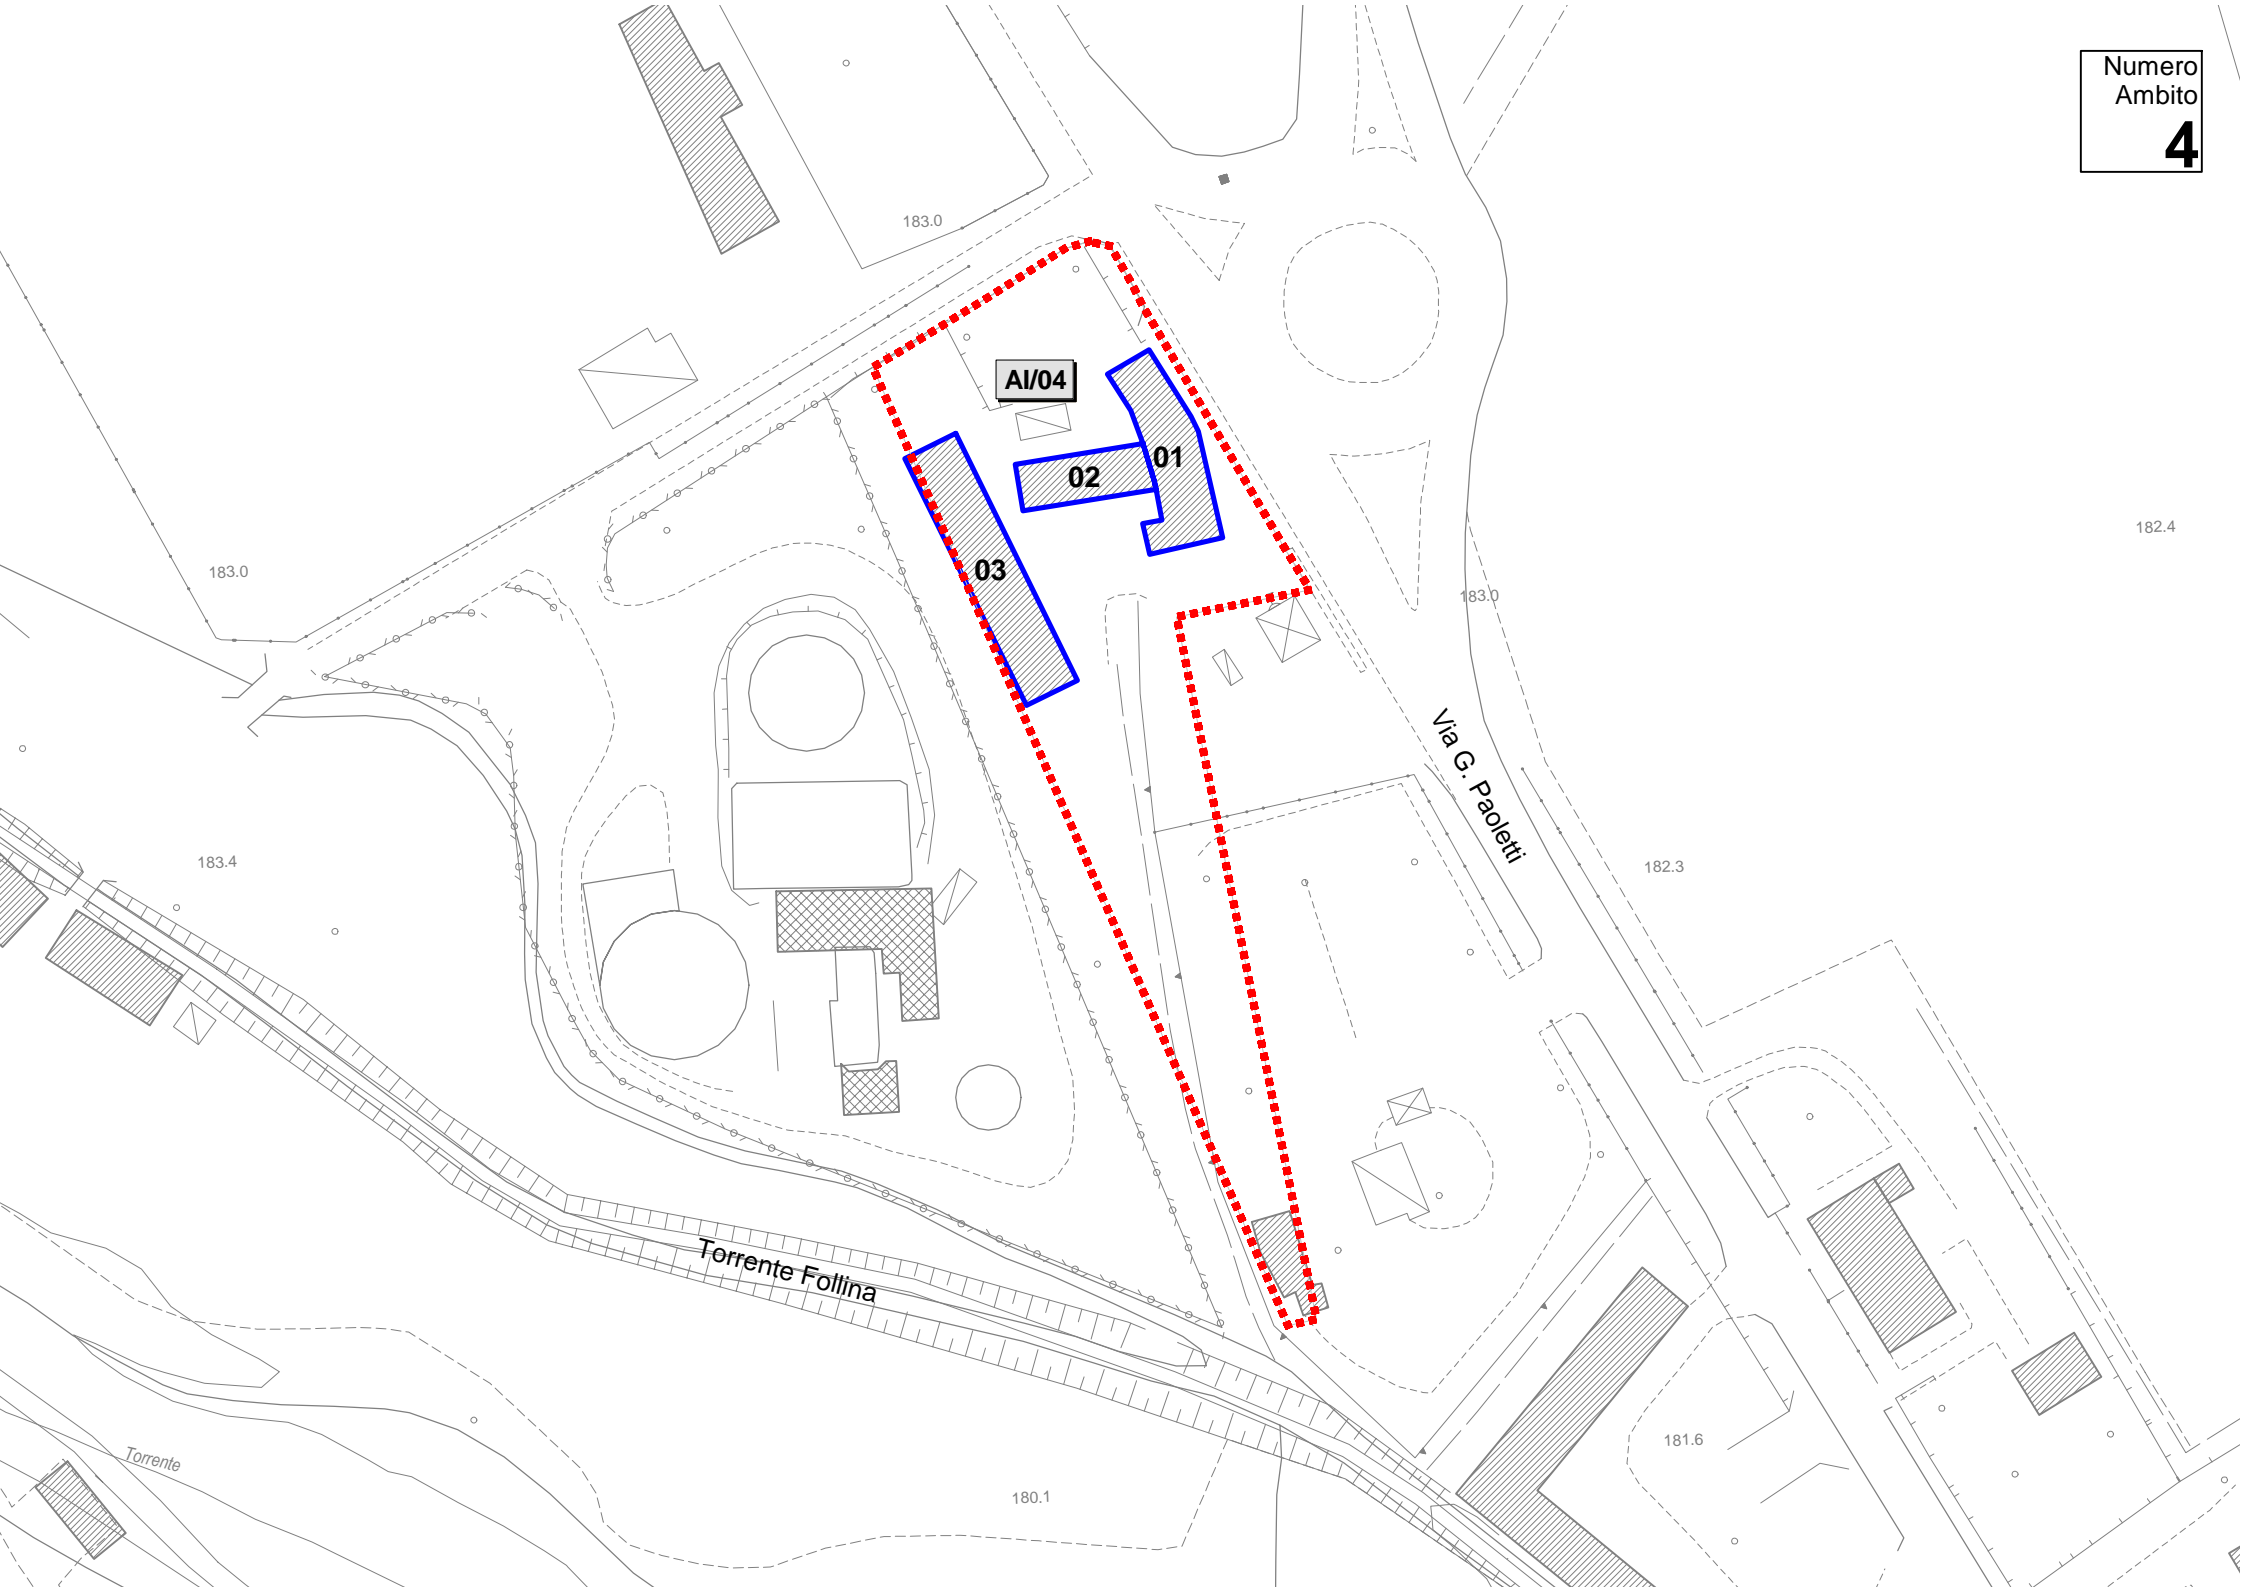 Numero
Ambito
4
183.0
AI/04
01
02
03
182.4
183.0
183.0
Via G. Paoletti
183.4
182.3
Torrente Follina
Torrente
181.6
180.1